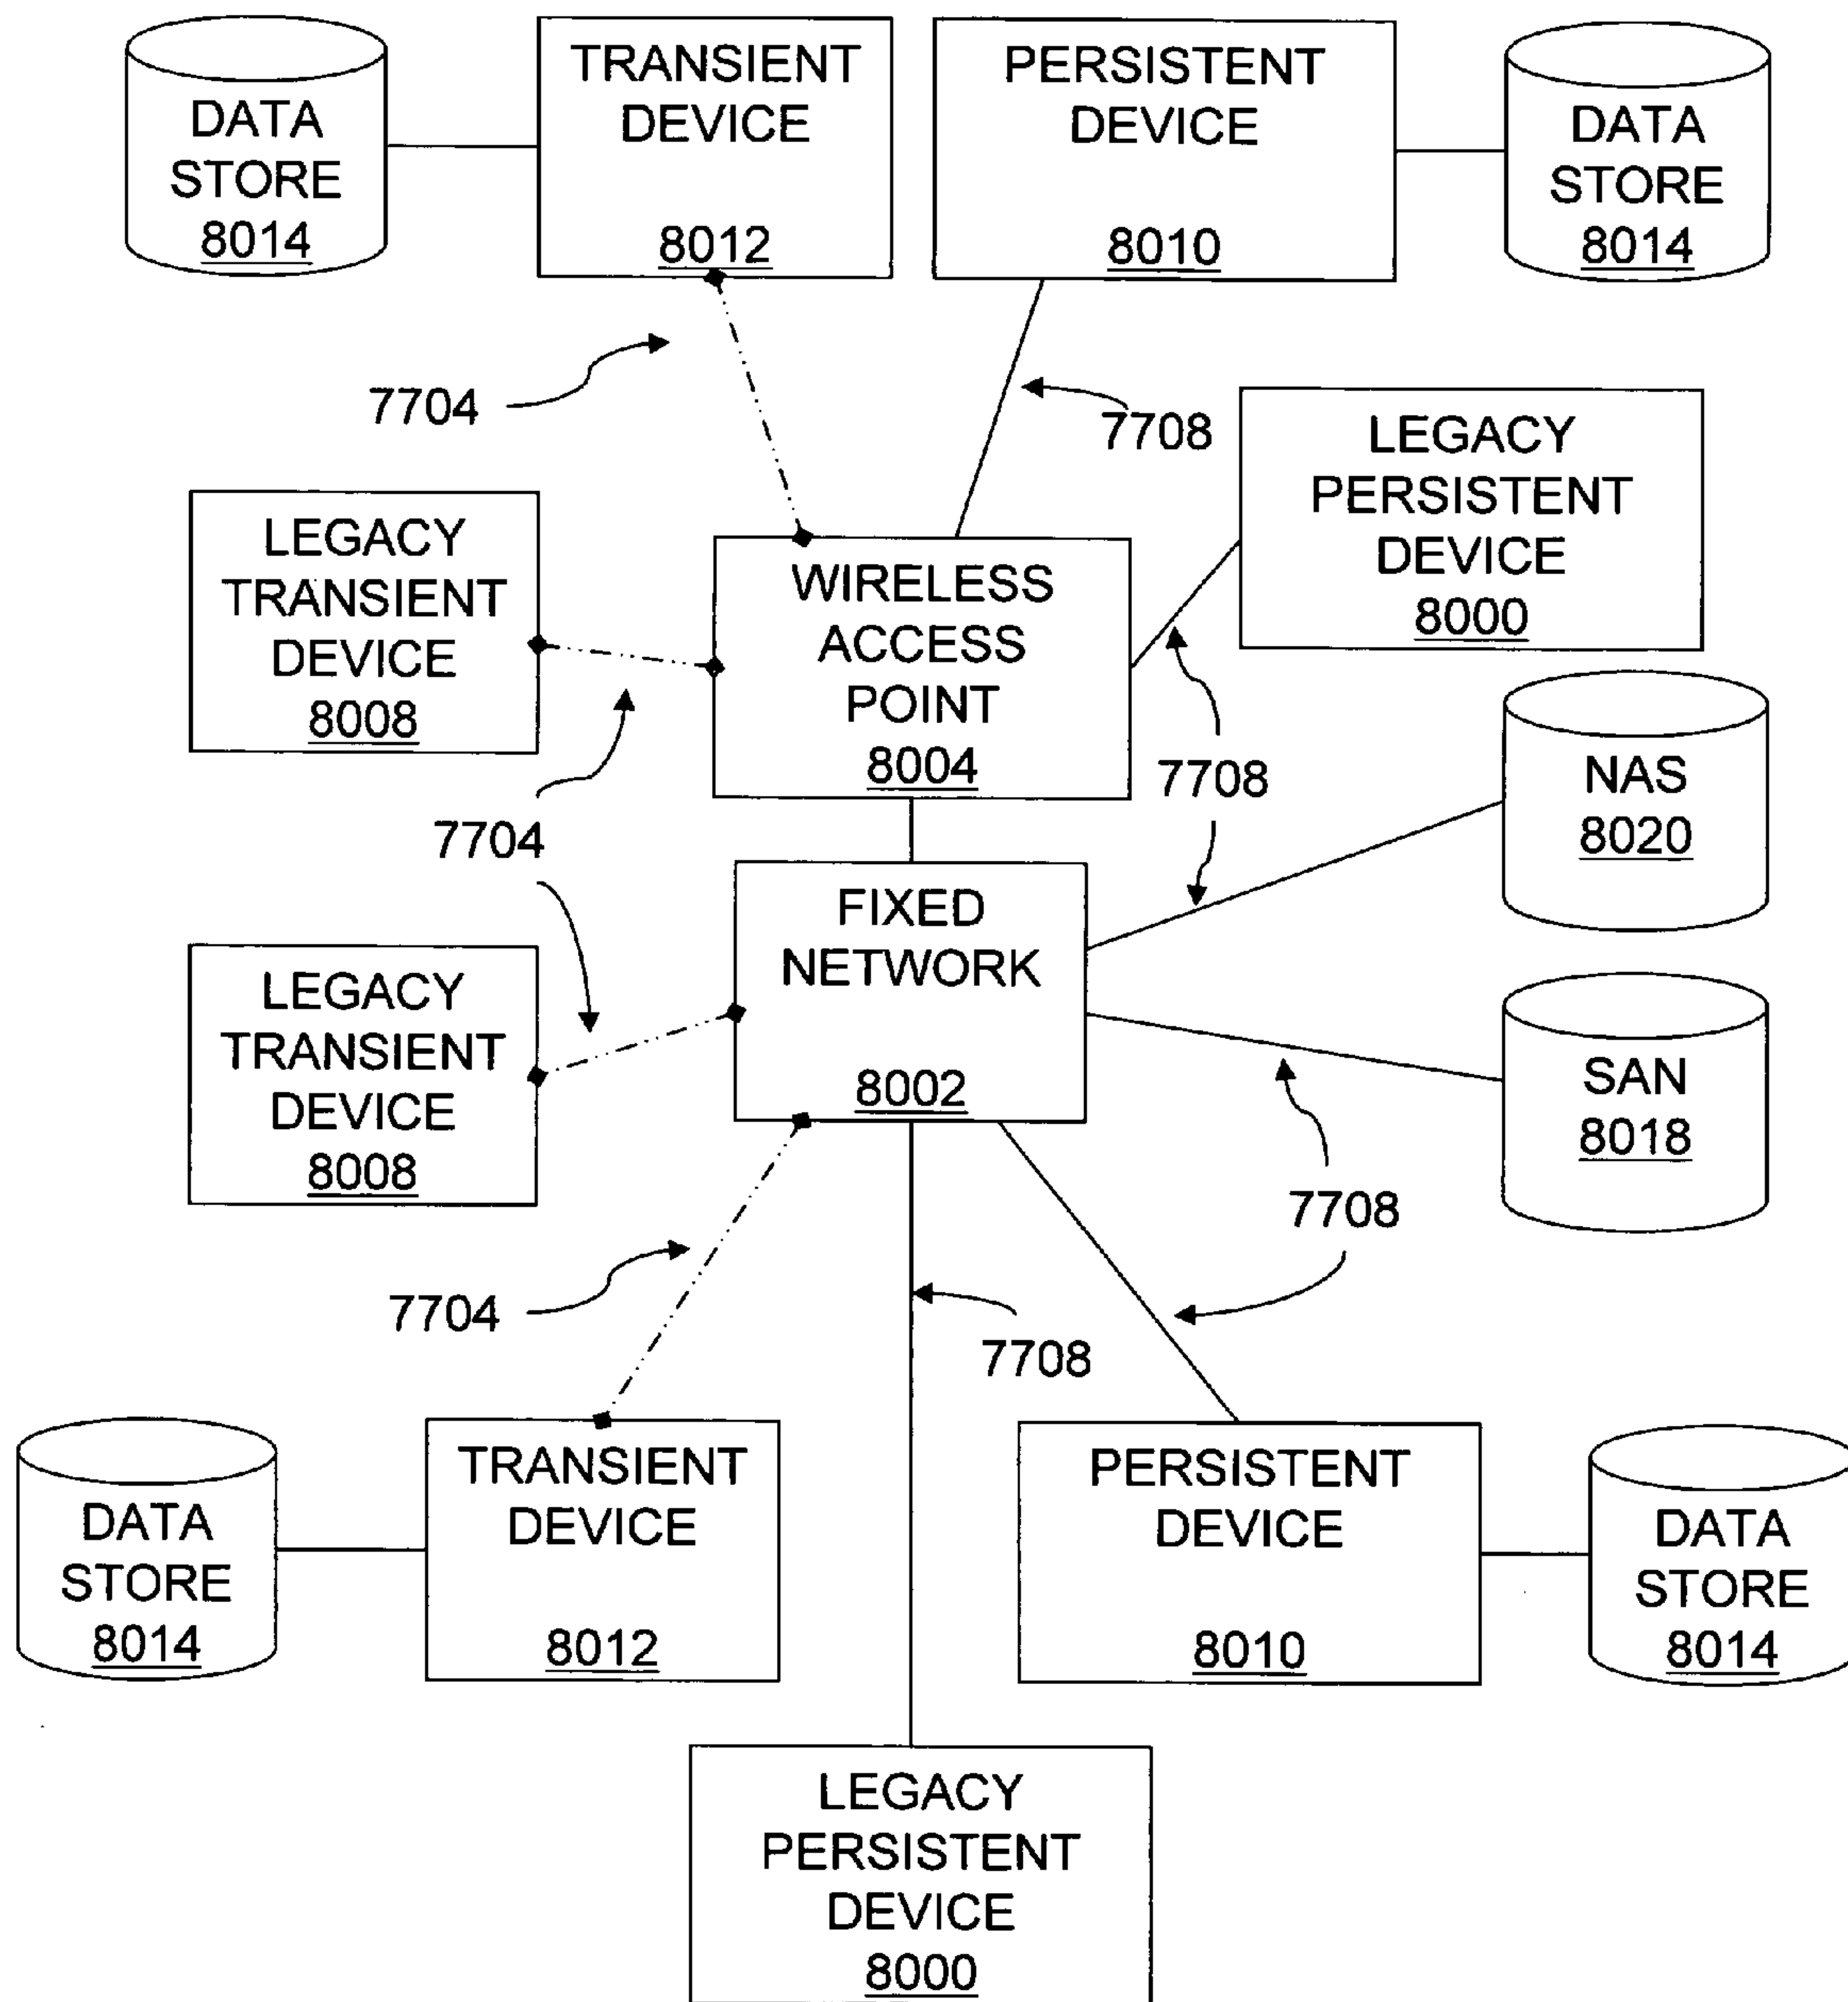 DATA
STORE
8014
TRANSIENT
DEVICE
8012
PERSISTENT
DEVICE
8010
DATA
STORE
8014
7704
7708
LEGACY
PERSISTENT
DEVICE
8000
LEGACY
TRANSIENT
DEVICE
8008
WIRELESS
ACCESS
POINT
8004
7708
NAS
8020
7704
FIXED
NETWORK
8002
LEGACY
TRANSIENT
DEVICE
8008
SAN
8018
7708
7704
7708
DATA
STORE
8014
TRANSIENT
DEVICE
8012
PERSISTENT
DEVICE
8010
DATA
STORE
8014
LEGACY
PERSISTENT
DEVICE
8000